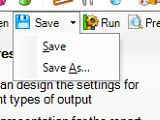 Save Run Pre
Save
Save As...
res
an design the settings for
nt types of output
presentation for the report